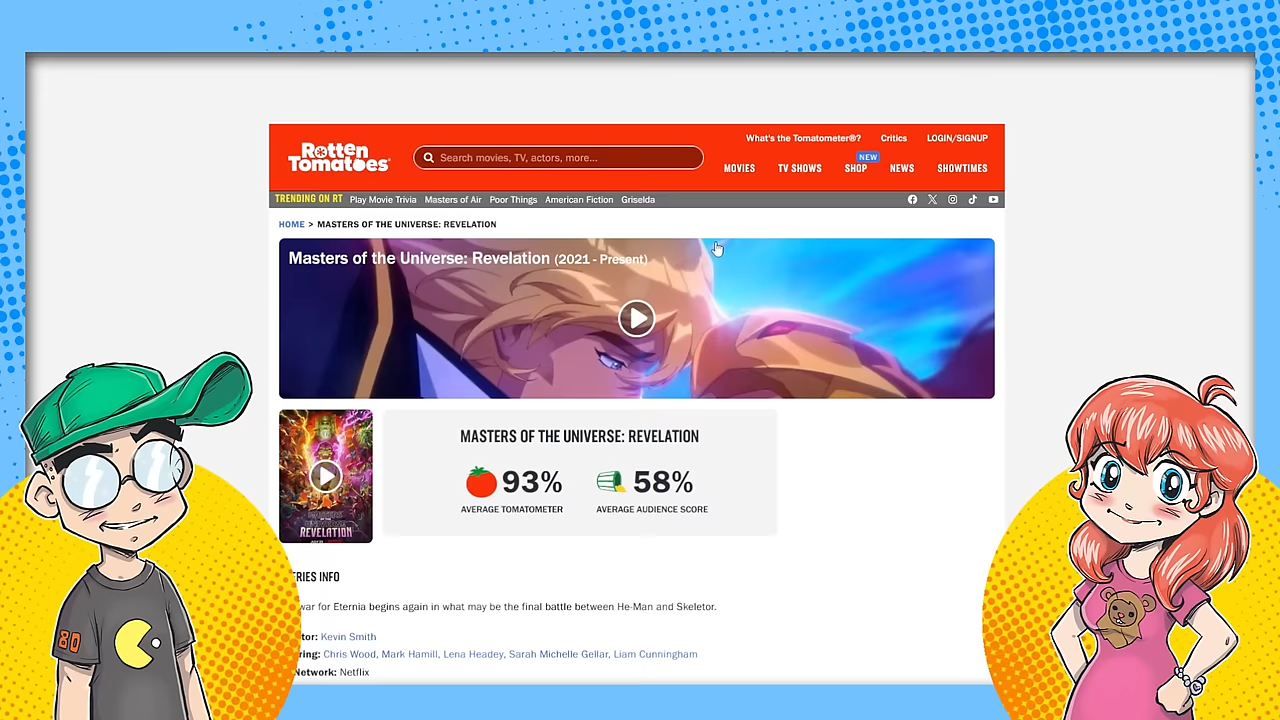 What's the Tomatometer®? Critics LOGIN/SIGNUP
Rotten
Tomatoes
Search movies, TV, actors, more...
NEW
MOVIES TV SHOWS SHOP NEWS SHOWTIMES
TRENDING ON RT Play Movie Trivia Masters of Air Poor Things American Fiction Griselda
HOME > MASTERS OF THE UNIVERSE: REVELATION
Masters of the Universe: Revelation (2021 - Present)
MASTERS OF THE UNIVERSE: REVELATION
93% 58%
AVERAGE TOMATOMETER AVERAGE AUDIENCE SCORE
REVELATION
RIES INFO
war for Eternia begins again in what may be the final battle between He-Man and Skeletor.
tor: Kevin Smith
ring: Chris Wood, Mark Hamill, Lena Headey, Sarah Michelle Gellar, Liam Cunningham
Network: Netflix
80